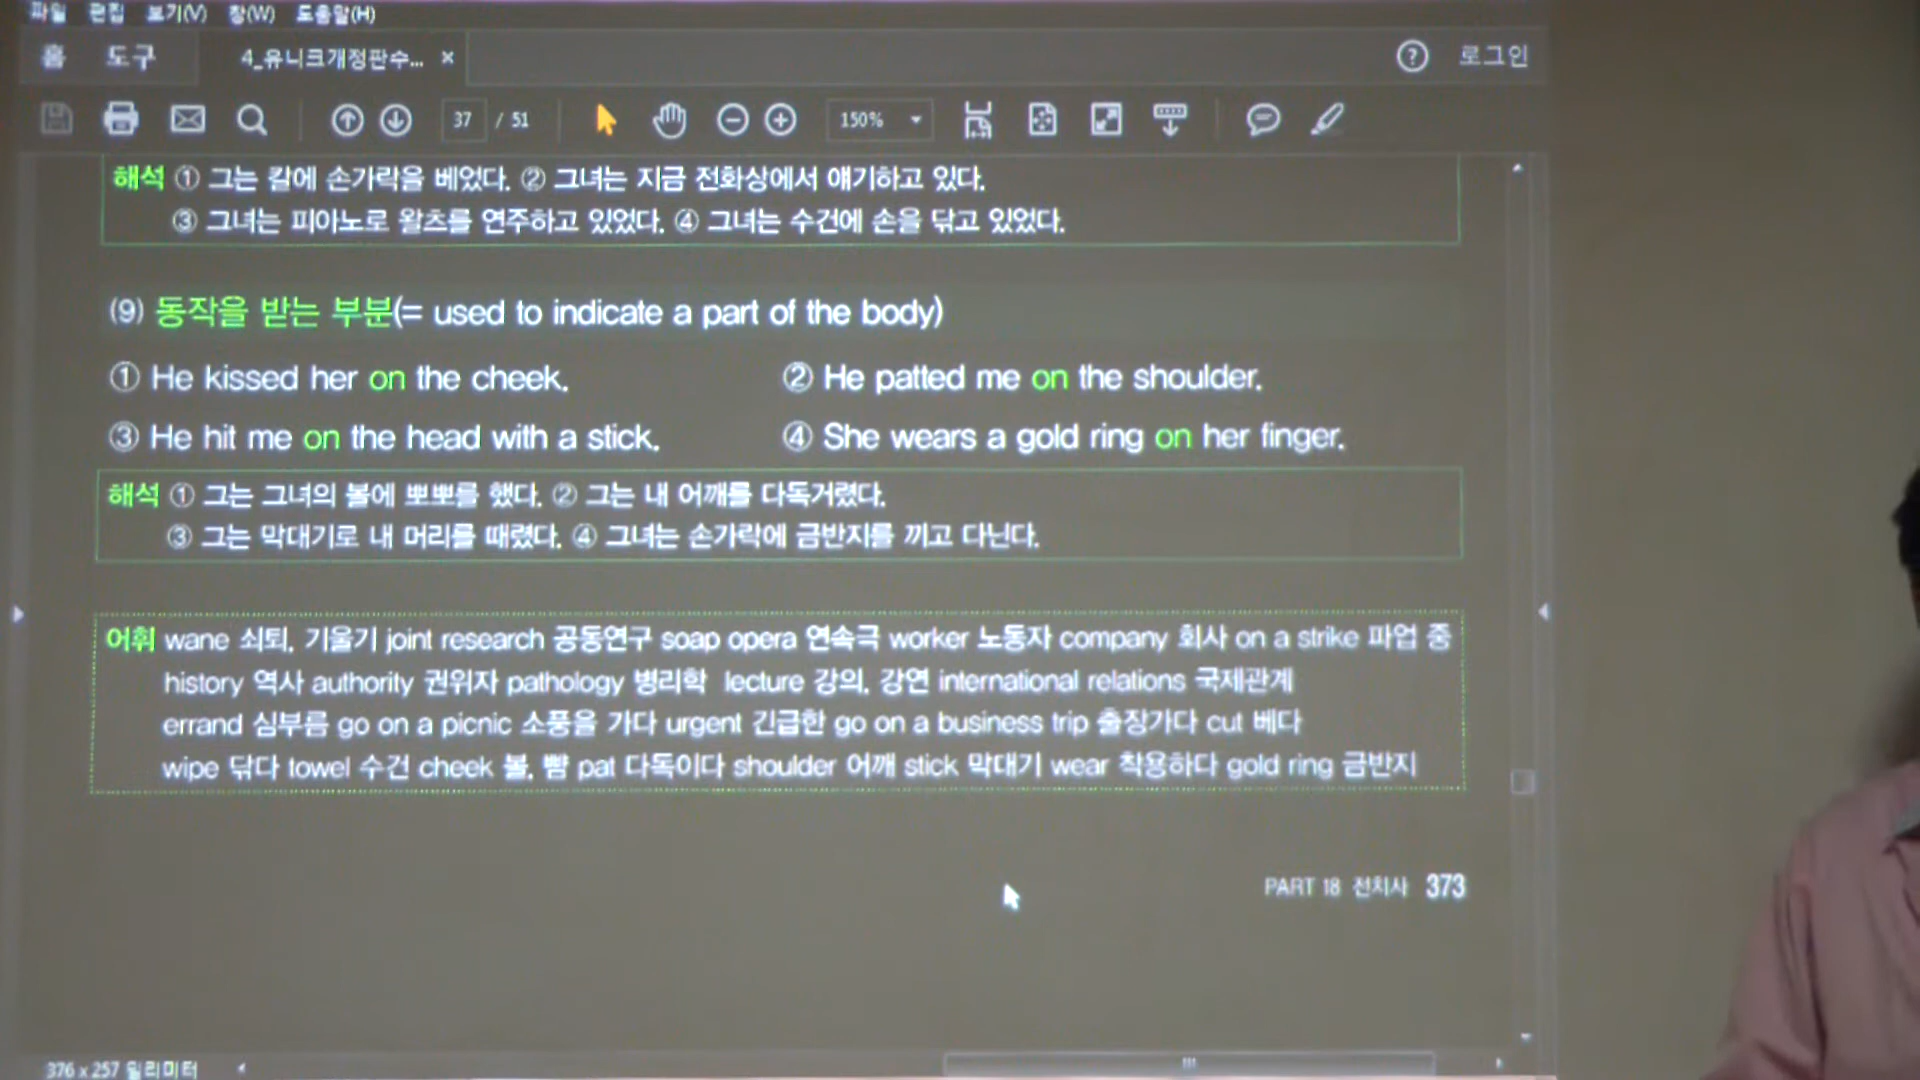 파일 편집 보기(V) 창(W) 도움말(H)
홈 도구 4_유니크개정판수... × ? 로그인
37 / 51 150%
해석 ① 그는 칼에 손가락을 베었다. ② 그녀는 지금 전화상에서 얘기하고 있다.
③ 그녀는 피아노로 왈츠를 연주하고 있었다. ④ 그녀는 수건에 손을 닦고 있었다.
(9) 동작을 받는 부분(= used to indicate a part of the body)
① He kissed her on the cheek. ② He patted me on the shoulder.
③ He hit me on the head with a stick. ④ She wears a gold ring on her finger.
해석 ① 그는 그녀의 볼에 뽀뽀를 했다. ② 그는 내 어깨를 다독거렸다.
③ 그는 막대기로 내 머리를 때렸다. ④ 그녀는 손가락에 금반지를 끼고 다닌다.
어휘 wane 쇠퇴, 기울기 joint research 공동연구 soap opera 연속극 worker 노동자 company 회사 on a strike 파업 중
history 역사 authority 권위자 pathology 병리학 lecture 강의, 강연 international relations 국제관계
errand 심부름 go on a picnic 소풍을 가다 urgent 긴급한 go on a business trip 출장가다 cut 베다
wipe 닦다 towel 수건 cheek 볼, 뺨 pat 다독이다 shoulder 어깨 stick 막대기 wear 착용하다 gold ring 금반지
PART 18 전치사 373
376 x 257 밀리미터